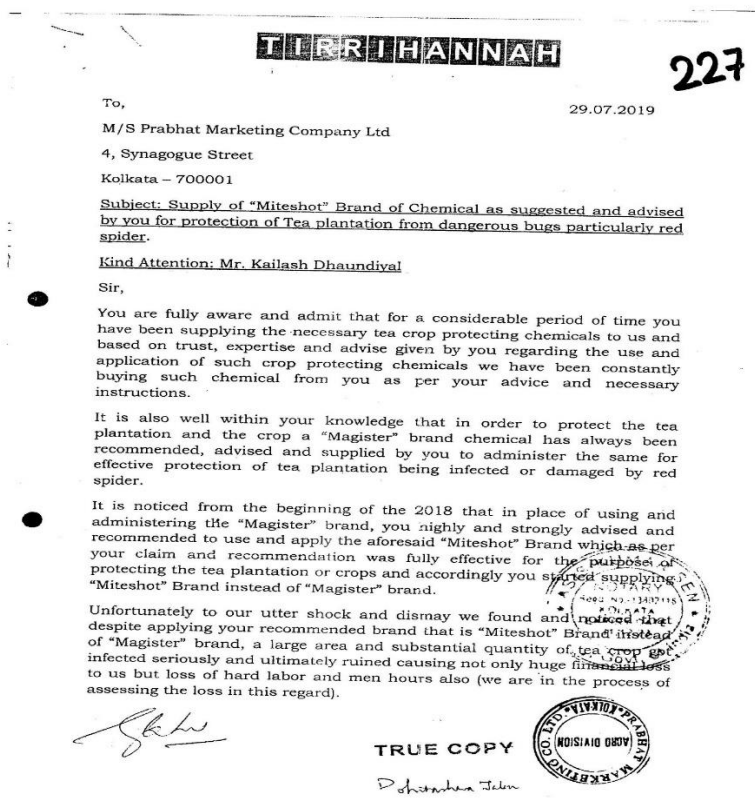 TIRRIHANNAH
227
To,
29.07.2019
M/S Prabhat Marketing Company Ltd
4, Synagogue Street
Kolkata – 700001
Subject: Supply of “Miteshot” Brand of Chemical as suggested and advised
by you for protection of Tea plantation from dangerous bugs particularly red
spider.
Kind Attention: Mr. Kailash Dhaundiyal
Sir,
You are fully aware and admit that for a considerable period of time you
have been supplying the necessary tea crop protecting chemicals to us and
based on trust, expertise and advise given by you regarding the use and
application of such crop protecting chemicals we have been constantly
buying such chemical from you as per your advice and necessary
instructions.
It is also well within your knowledge that in order to protect the tea
plantation and the crop a “Magister” brand chemical has always been
recommended, advised and supplied by you to administer the same for
effective protection of tea plantation being infected or damaged by red
spider.
It is noticed from the beginning of the 2018 that in place of using and
administering the “Magister” brand, you highly and strongly advised and
recommended to use and apply the aforesaid “Miteshot” Brand which as per
your claim and recommendation was fully effective for the purpose of
protecting the tea plantation or crops and accordingly you started supplying
“Miteshot” Brand instead of “Magister” brand.
Unfortunately to our utter shock and dismay we found and noticed that
despite applying your recommended brand that is “Miteshot” Brand instead
of “Magister” brand, a large area and substantial quantity of tea crop got
infected seriously and ultimately ruined causing not only huge financial loss
to us but loss of hard labor and men hours also (we are in the process of
assessing the loss in this regard).
NOTARY
KOLKATA
TRUE COPY
PRABHAT MARKETING CO. LTD. * KOLKATA *
AGRO DIVISION